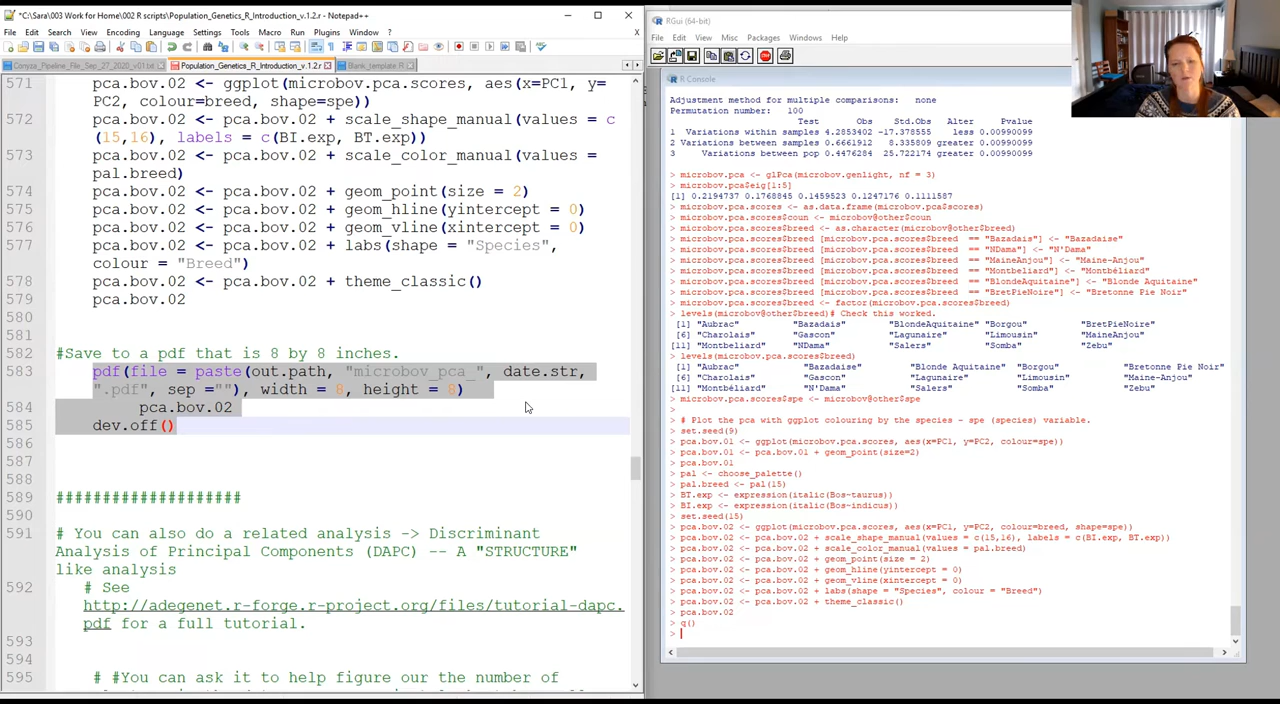 *C:\Sara\003 Work for Home\002 R scripts\Population_Genetics_R_Introduction_v.1.2.r - Notepad++
File Edit Search View Encoding Language Settings Tools Macro Run Plugins Window ?
X
Conyza_Pipeline_File_Sep_27_2020_v01.txt
Population_Genetics_R_Introduction_v.1.2.r
Blank_template R
571 pca.bov.02 <- ggplot(microbov.pca.scores, aes(x=PC1, y=
PC2, colour=breed, shape=spe))
572 pca.bov.02 <- pca.bov.02 + scale_shape_manual(values = c
(15,16), labels = c(BI.exp, BT.exp))
573 pca.bov.02 <- pca.bov.02 + scale_color_manual(values =
pal.breed)
574 pca.bov.02 <- pca.bov.02 + geom_point(size = 2)
575 pca.bov.02 <- pca.bov.02 + geom_hline(yintercept = 0)
576 pca.bov.02 <- pca.bov.02 + geom_vline(xintercept = 0)
577 pca.bov.02 <- pca.bov.02 + labs(shape = "Species",
colour = "Breed")
578 pca.bov.02 <- pca.bov.02 + theme_classic()
579 pca.bov.02
580
581
582 #Save to a pdf that is 8 by 8 inches.
583 pdf(file = paste(out.path, "microbov_pca_", date.str,
".pdf", sep =""), width = 8, height = 8)
584 pca.bov.02
585 dev.off()
586
587
588
589 ####################
590
591 # You can also do a related analysis -> Discriminant
Analysis of Principal Components (DAPC) -- A "STRUCTURE"
like analysis
592 # See
http://adegenet.r-forge.r-project.org/files/tutorial-dapc.
pdf for a full tutorial.
593
594
595 # #You can ask it to help figure our the number of
RGui (64-bit)
File Edit View Misc Packages Windows Help
STOP
R Console
Adjustment method for multiple comparisons: none
Permutation number: 100
Test Obs Std.Obs Alter Pvalue
1 Variations within samples 4.2853402 -17.378555 less 0.00990099
2 Variations between samples 0.6661912 8.335809 greater 0.00990099
3 Variations between pop 0.4476284 25.722174 greater 0.00990099
> microbov.pca <- glPca(microbov.genlight, nf = 3)
> microbov.pca$eig[1:5]
[1] 0.2194737 0.1768845 0.1459523 0.1247176 0.1111587
> microbov.pca.scores <- as.data.frame(microbov.pca$scores)
> microbov.pca.scores$coun <- microbov@other$coun
> microbov.pca.scores$breed <- as.character(microbov@other$breed)
> microbov.pca.scores$breed [microbov.pca.scores$breed == "Bazadais"] <- "Bazadaise"
> microbov.pca.scores$breed [microbov.pca.scores$breed == "NDama"] <- "N'Dama"
> microbov.pca.scores$breed [microbov.pca.scores$breed == "MaineAnjou"] <- "Maine-Anjou"
> microbov.pca.scores$breed [microbov.pca.scores$breed == "Montbeliard"] <- "Montbéliard"
> microbov.pca.scores$breed [microbov.pca.scores$breed == "BlondeAquitaine"] <- "Blonde Aquitaine"
> microbov.pca.scores$breed [microbov.pca.scores$breed == "BretPieNoire"] <- "Bretonne Pie Noir"
> microbov.pca.scores$breed <- factor(microbov.pca.scores$breed)
> levels(microbov@other$breed)# Check this worked.
[1] "Aubrac" "Bazadais" "BlondeAquitaine" "Borgou" "BretPieNoire"
[6] "Charolais" "Gascon" "Lagunaire" "Limousin" "MaineAnjou"
[11] "Montbeliard" "NDama" "Salers" "Somba" "Zebu"
> levels(microbov.pca.scores$breed)
[1] "Aubrac" "Bazadaise" "Blonde Aquitaine" "Borgou" "Bretonne Pie Noir"
[6] "Charolais" "Gascon" "Lagunaire" "Limousin" "Maine-Anjou"
[11] "Montbéliard" "N'Dama" "Salers" "Somba" "Zebu"
> microbov.pca.scores$spe <- microbov@other$spe
>
> # Plot the pca with ggplot colouring by the species - spe (species) variable.
> set.seed(9)
> pca.bov.01 <- ggplot(microbov.pca.scores, aes(x=PC1, y=PC2, colour=spe))
> pca.bov.01 <- pca.bov.01 + geom_point(size=2)
> pca.bov.01
> pal <- choose_palette()
> pal.breed <- pal(15)
> BT.exp <- expression(italic(Bos-taurus))
> BI.exp <- expression(italic(Bos-indicus))
> set.seed(15)
> pca.bov.02 <- ggplot(microbov.pca.scores, aes(x=PC1, y=PC2, colour=breed, shape=spe))
> pca.bov.02 <- pca.bov.02 + scale_shape_manual(values = c(15,16), labels = c(BI.exp, BT.exp))
> pca.bov.02 <- pca.bov.02 + scale_color_manual(values = pal.breed)
> pca.bov.02 <- pca.bov.02 + geom_point(size = 2)
> pca.bov.02 <- pca.bov.02 + geom_hline(yintercept = 0)
> pca.bov.02 <- pca.bov.02 + geom_vline(xintercept = 0)
> pca.bov.02 <- pca.bov.02 + labs(shape = "Species", colour = "Breed")
> pca.bov.02 <- pca.bov.02 + theme_classic()
> pca.bov.02
> q()
>